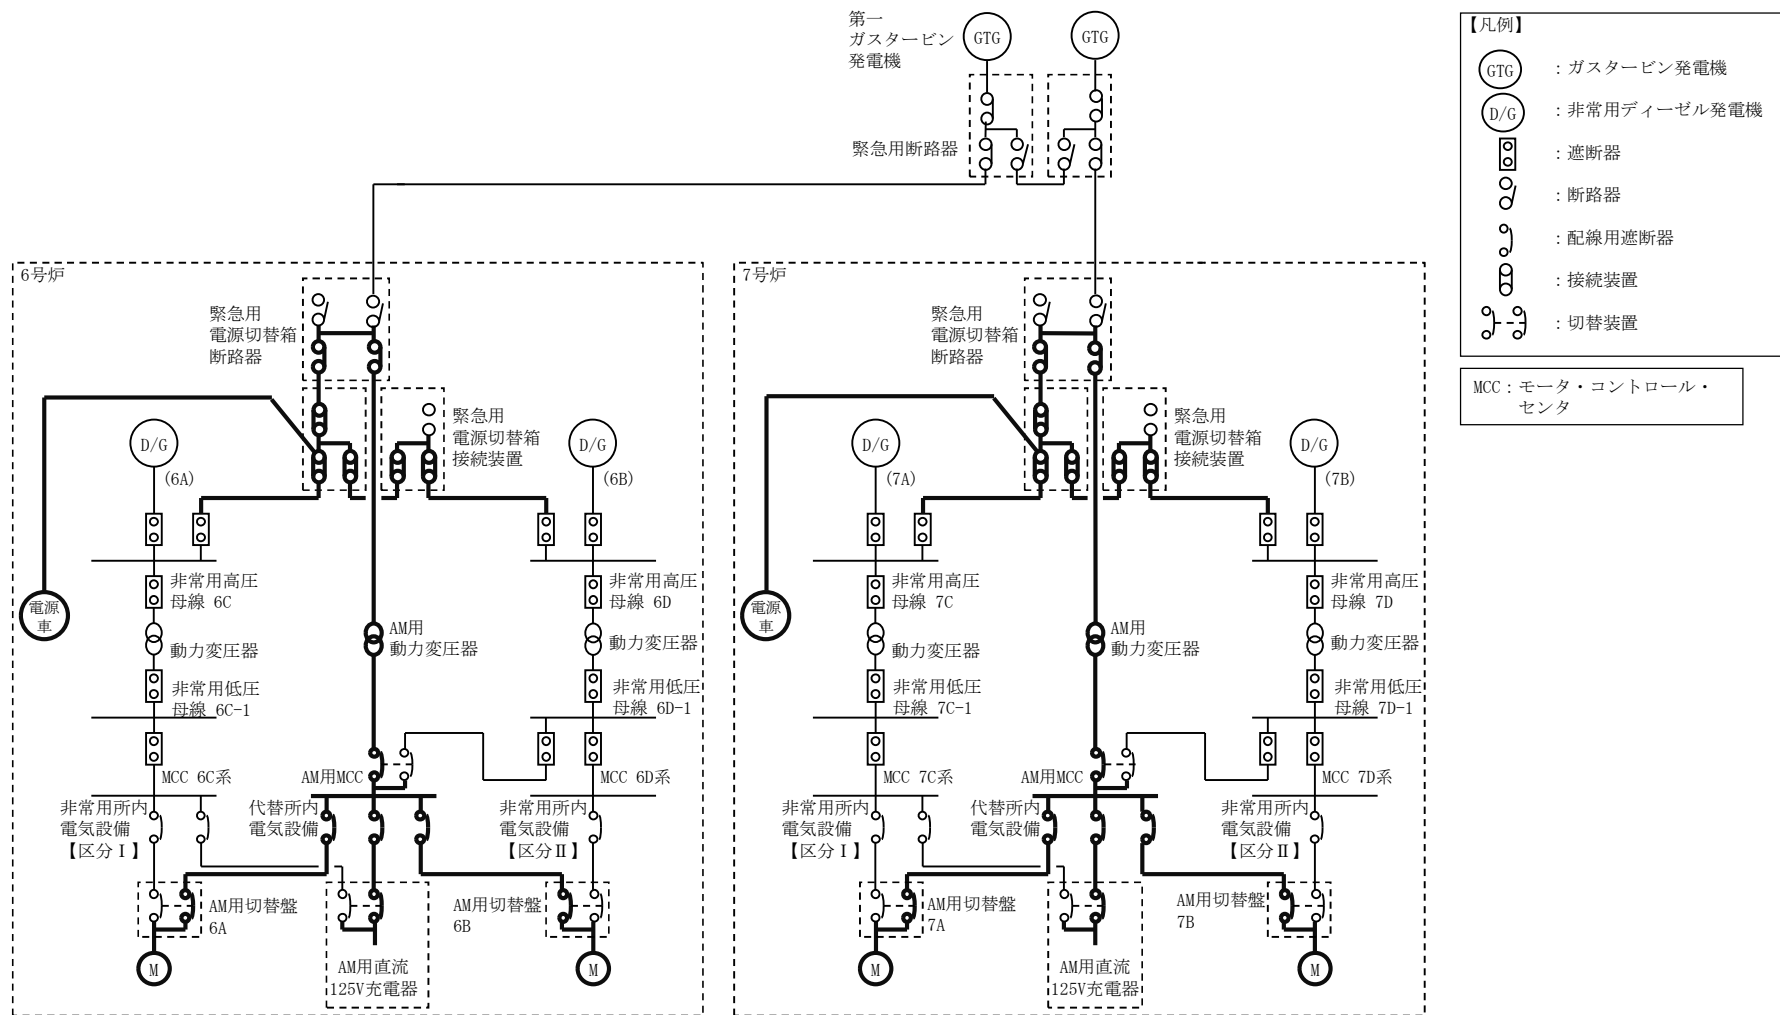 第一
ガスタービン
発電機
GTG
GTG
緊急用断路器
【凡例】
GTG
：ガスタービン発電機
D/G
：非常用ディーゼル発電機
：遮断器
：断路器
：配線用遮断器
：接続装置
：切替装置
MCC：モータ・コントロール・
センタ
6号炉
緊急用
電源切替箱
断路器
緊急用
電源切替箱
接続装置
D/G
(6A)
D/G
(6B)
電源
車
非常用高圧
母線 6C
非常用高圧
母線 6D
動力変圧器
AM用
動力変圧器
動力変圧器
非常用低圧
母線 6C-1
非常用低圧
母線 6D-1
MCC 6C系
AM用MCC
MCC 6D系
非常用所内
電気設備
【区分Ⅰ】
代替所内
電気設備
非常用所内
電気設備
【区分Ⅱ】
AM用切替盤
6A
AM用切替盤
6B
M
AM用直流
125V充電器
M
7号炉
緊急用
電源切替箱
断路器
緊急用
電源切替箱
接続装置
D/G
(7A)
D/G
(7B)
電源
車
非常用高圧
母線 7C
非常用高圧
母線 7D
動力変圧器
AM用
動力変圧器
動力変圧器
非常用低圧
母線 7C-1
非常用低圧
母線 7D-1
MCC 7C系
AM用MCC
MCC 7D系
非常用所内
電気設備
【区分Ⅰ】
代替所内
電気設備
非常用所内
電気設備
【区分Ⅱ】
AM用切替盤
7A
AM用切替盤
7B
M
AM用直流
125V充電器
M